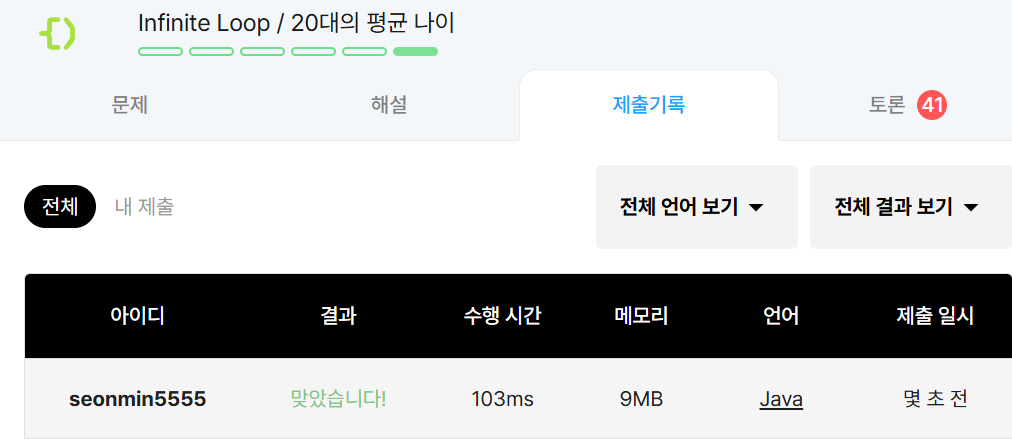 Infinite Loop / 20대의 평균 나이
문제 해설 제출기록 토론 41
전체 내 제출 전체 언어 보기 전체 결과 보기
아이디 결과 수행 시간 메모리 언어 제출 일시
seonmin5555 맞았습니다! 103ms 9MB Java 몇 초 전